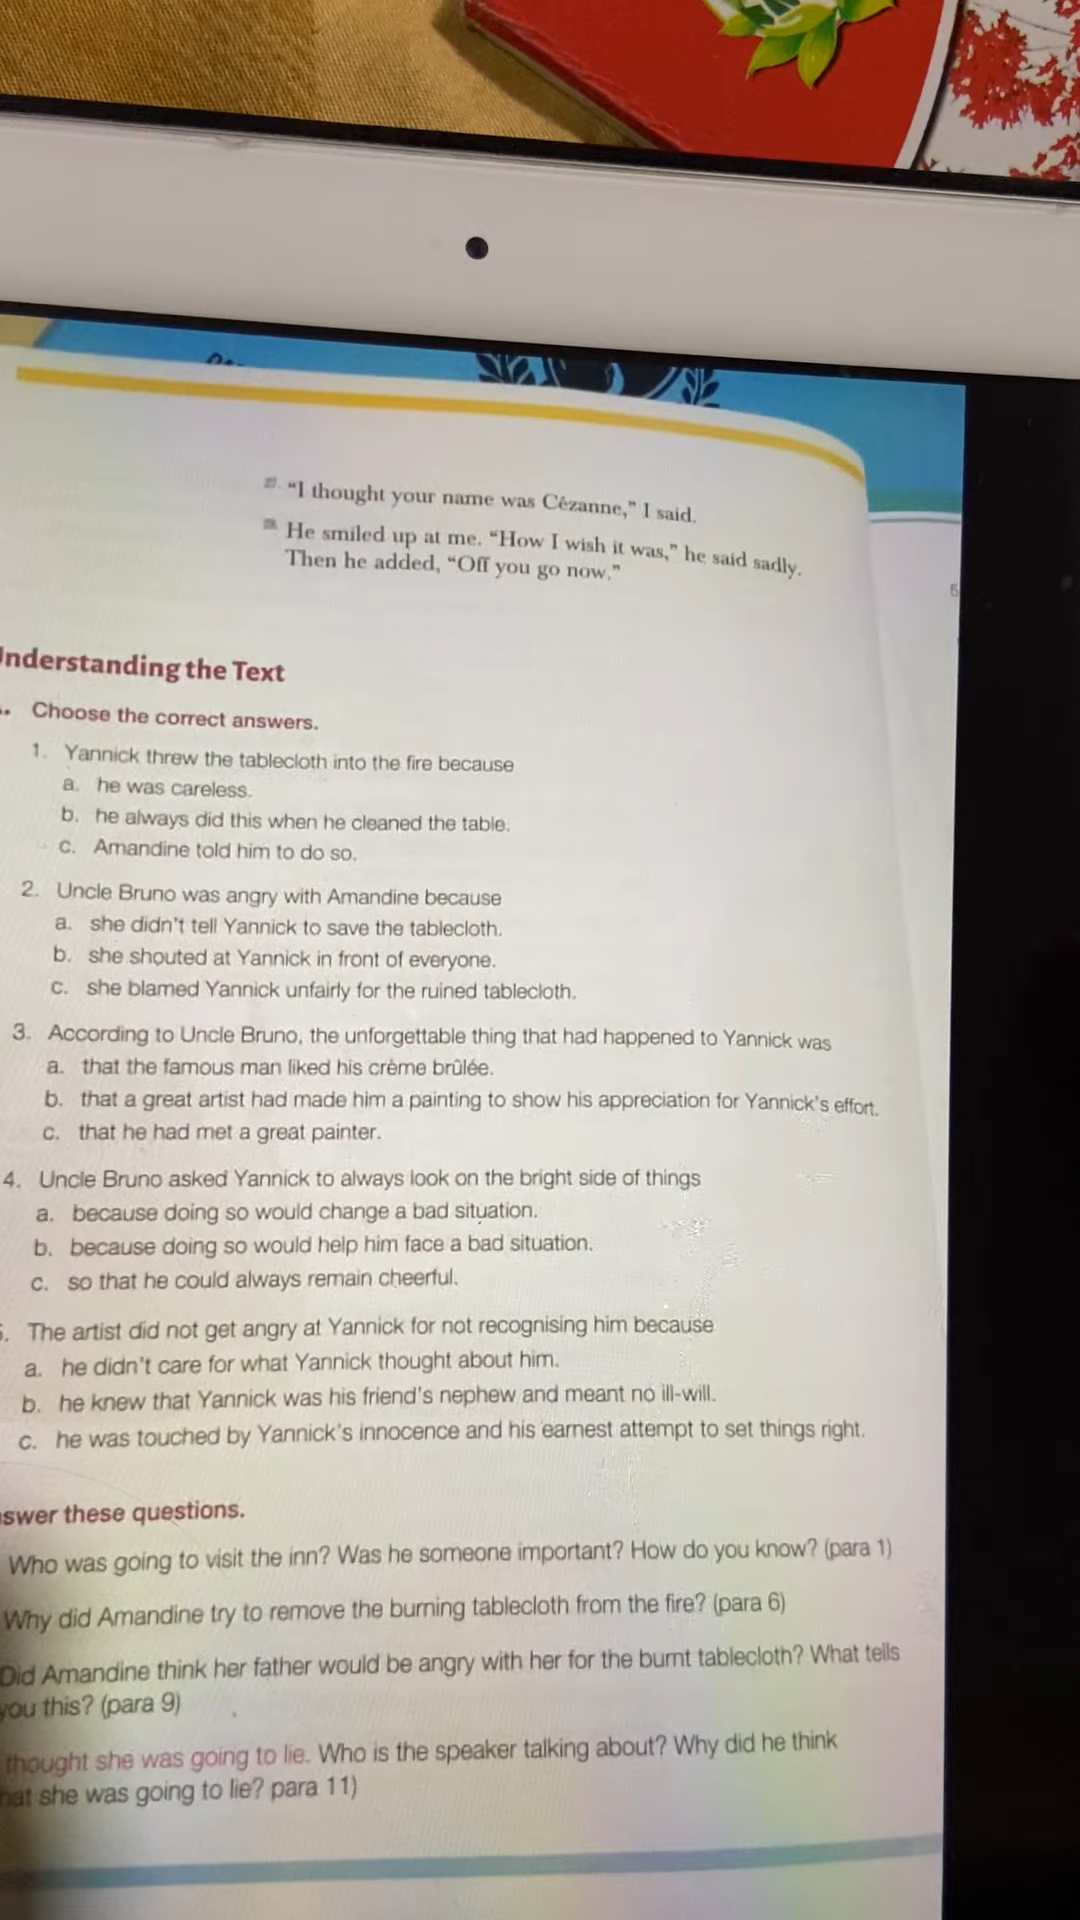 27. "I thought your name was Cézanne," I said.
28. He smiled up at me. "How I wish it was," he said sadly.
Then he added, "Off you go now."
5
nderstanding the Text
. Choose the correct answers.
1. Yannick threw the tablecloth into the fire because
a. he was careless.
b. he always did this when he cleaned the table.
c. Amandine told him to do so.
2. Uncle Bruno was angry with Amandine because
a. she didn't tell Yannick to save the tablecloth.
b. she shouted at Yannick in front of everyone.
c. she blamed Yannick unfairly for the ruined tablecloth.
3. According to Uncle Bruno, the unforgettable thing that had happened to Yannick was
a. that the famous man liked his crème brûlée.
b. that a great artist had made him a painting to show his appreciation for Yannick's effort.
c. that he had met a great painter.
4. Uncle Bruno asked Yannick to always look on the bright side of things
a. because doing so would change a bad situation.
b. because doing so would help him face a bad situation.
c. so that he could always remain cheerful.
5. The artist did not get angry at Yannick for not recognising him because
a. he didn't care for what Yannick thought about him.
b. he knew that Yannick was his friend's nephew and meant no ill-will.
c. he was touched by Yannick's innocence and his earnest attempt to set things right.
swer these questions.
Who was going to visit the inn? Was he someone important? How do you know? (para 1)
Why did Amandine try to remove the burning tablecloth from the fire? (para 6)
Did Amandine think her father would be angry with her for the burnt tablecloth? What tells
you this? (para 9)
thought she was going to lie. Who is the speaker talking about? Why did he think
hat she was going to lie? para 11)